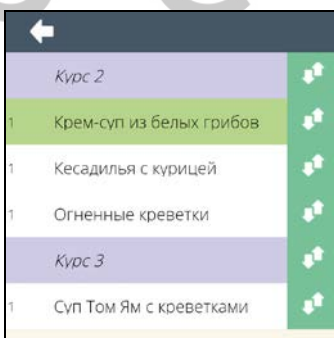 Курс 2
1 Крем-суп из белых грибов
1 Кесадилья с курицей
1 Огненные креветки
Курс 3
1 Суп Том Ям с креветками